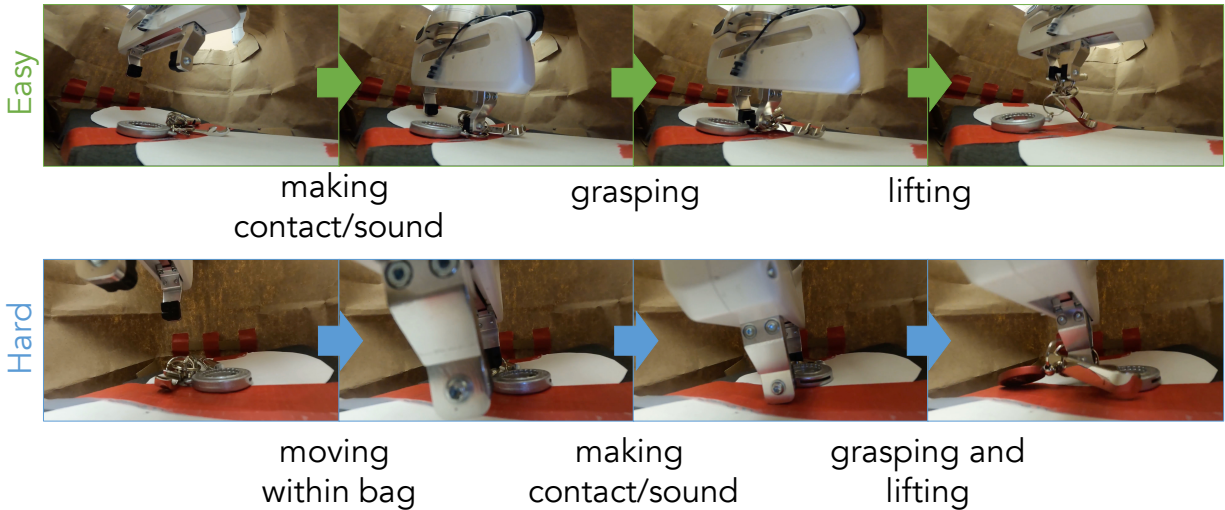 Easy
making
contact/sound
grasping
lifting
Hard
moving
within bag
making
contact/sound
grasping and
lifting